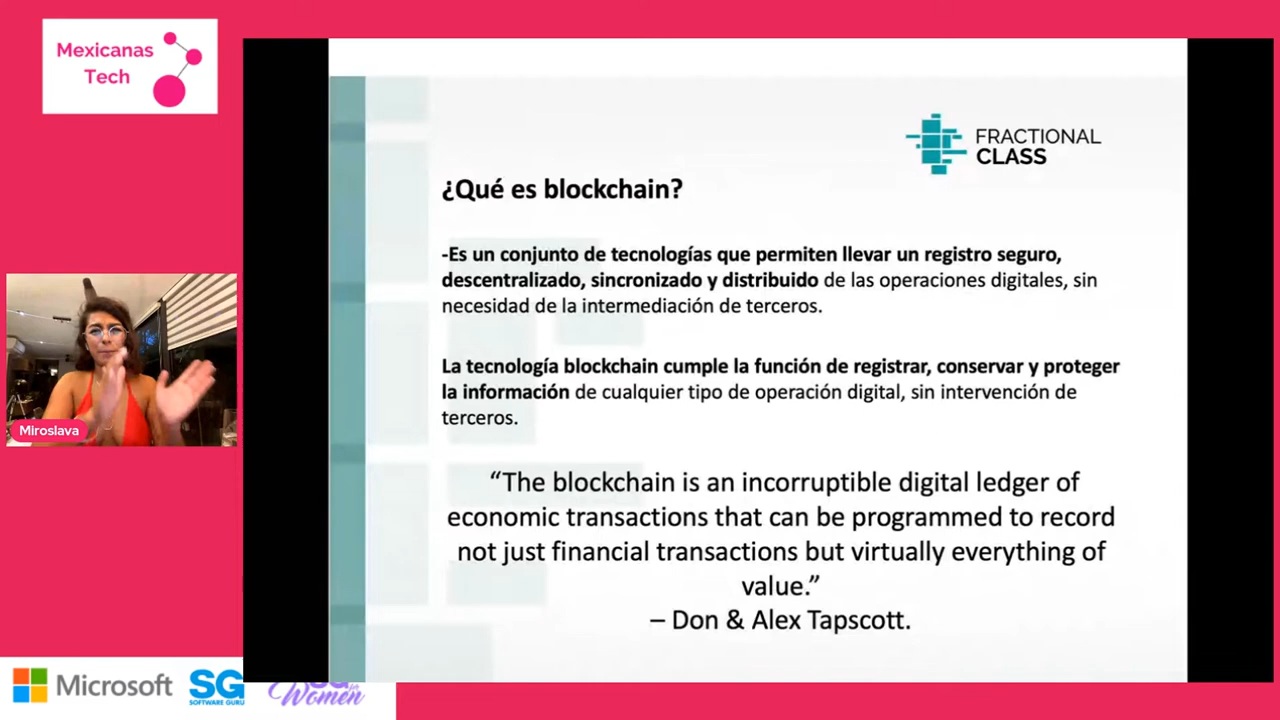 Mexicanas
Tech
FRACTIONAL
CLASS
¿Qué es blockchain?
-Es un conjunto de tecnologías que permiten llevar un registro seguro,
descentralizado, sincronizado y distribuido de las operaciones digitales, sin
necesidad de la intermediación de terceros.
La tecnología blockchain cumple la función de registrar, conservar y proteger
la información de cualquier tipo de operación digital, sin intervención de
terceros.
“The blockchain is an incorruptible digital ledger of
economic transactions that can be programmed to record
not just financial transactions but virtually everything of
value.”
– Don & Alex Tapscott.
Miroslava
Microsoft
SG
SOFTWARE GURU
Women